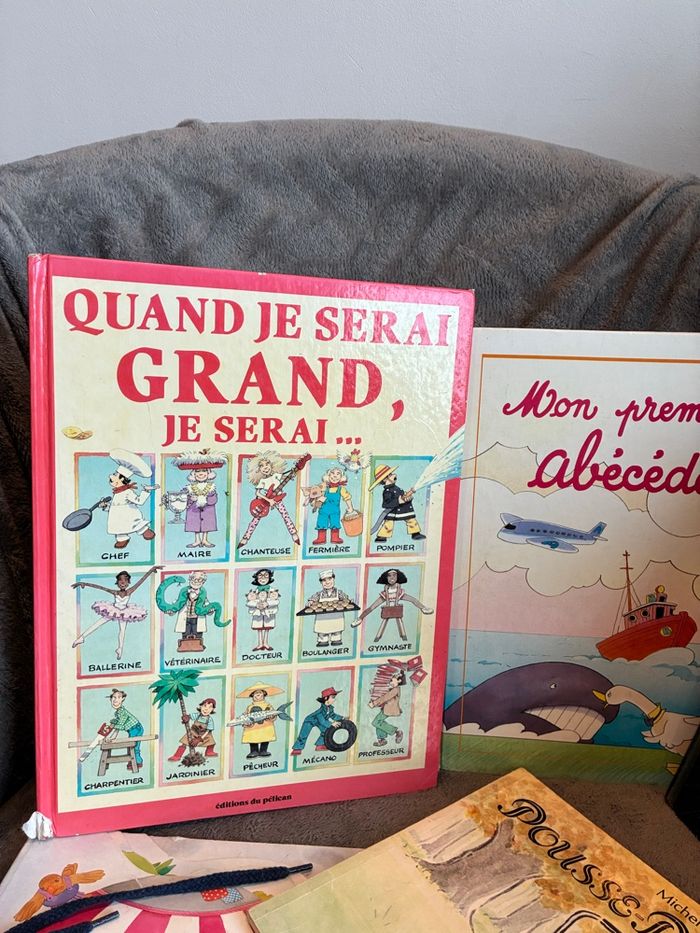 QUAND JE SERAI
GRAND,
JE SERAI...
CHEF
MAIRE
CHANTEUSE
FERMIÈRE
POMPIER
BALLERINE
VÉTÉRINAIRE
DOCTEUR
BOULANGER
GYMNASTE
CHARPENTIER
JARDINIER
PÊCHEUR
MÉCANO
PROFESSEUR
éditions du pélican
Mon prem
abécéd
POUSSE-P
Michel